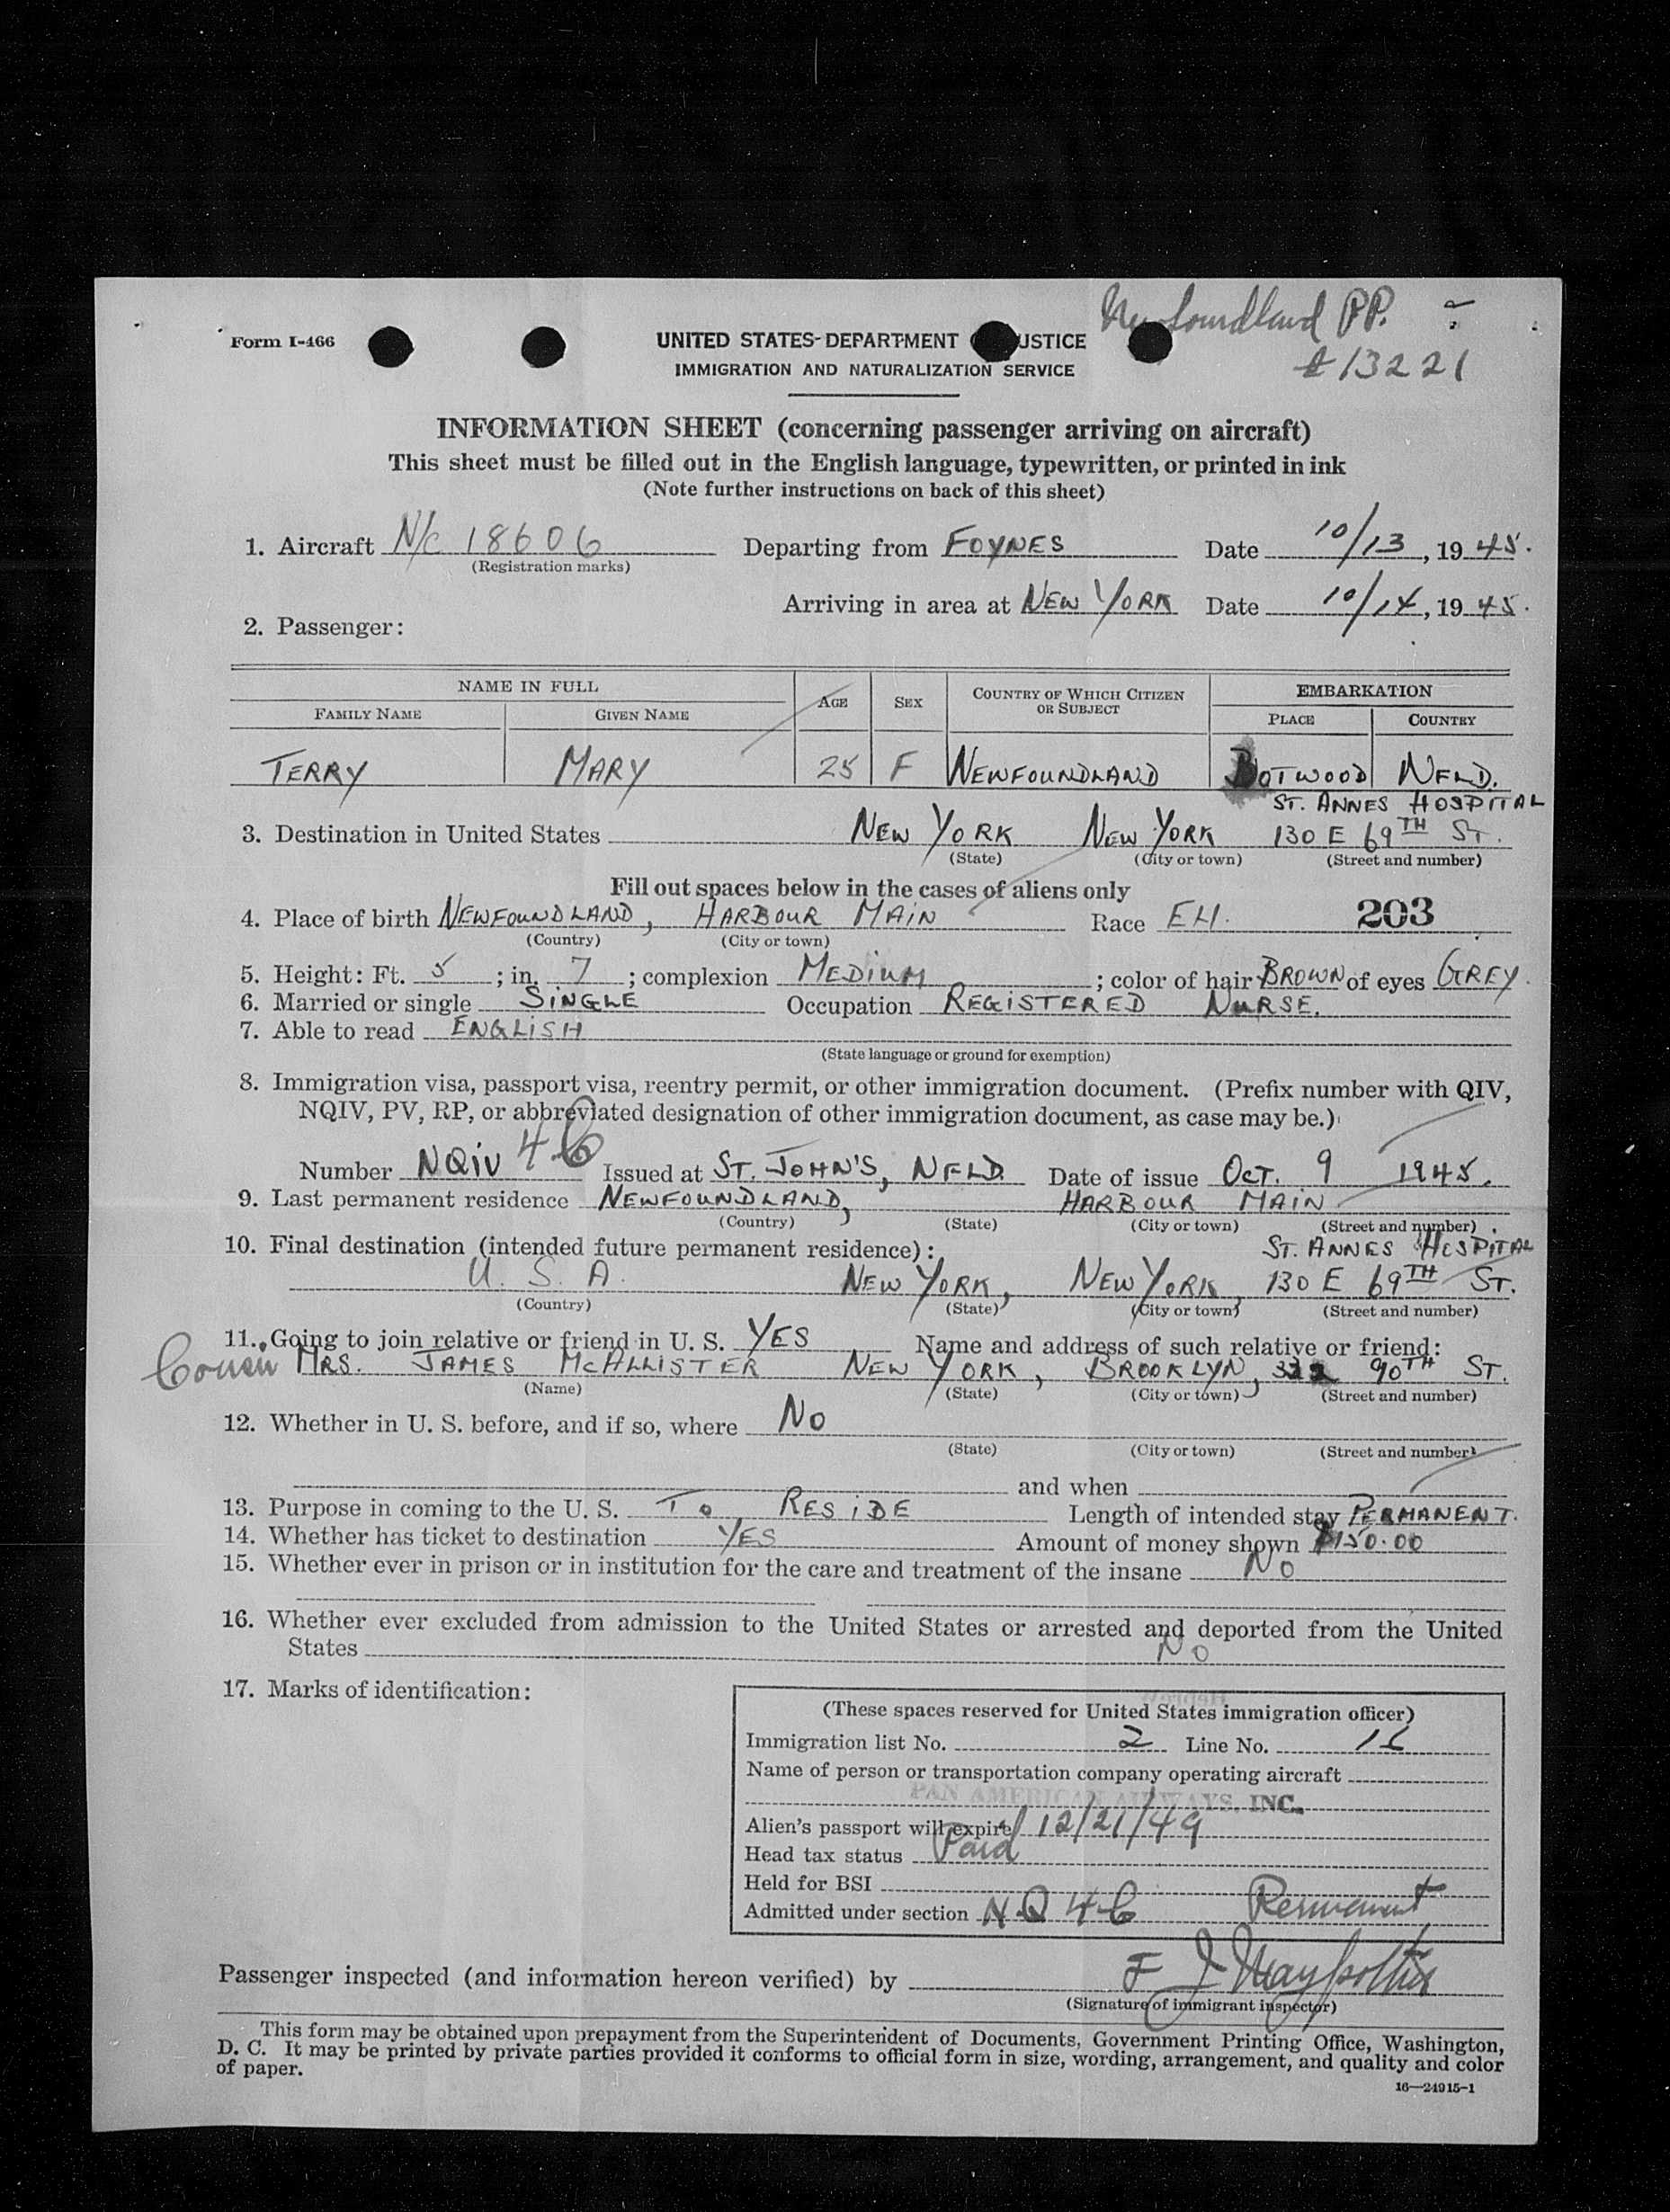 Newfoundland PP.
# 13221
Form I-466
UNITED STATES DEPARTMENT USTICE
IMMIGRATION AND NATURALIZATION SERVICE
INFORMATION SHEET (concerning passenger arriving on aircraft)
This sheet must be filled out in the English language, typewritten, or printed in ink
(Note further instructions on back of this sheet)
1. Aircraft N/C 18606 Departing from FOYNES Date 10/13, 1945.
(Registration marks)
Arriving in area at NEW YORK Date 10/14, 1945.
2. Passenger:
NAME IN FULL AGE SEX COUNTRY OF WHICH CITIZEN OR SUBJECT EMBARKATION
FAMILY NAME GIVEN NAME PLACE COUNTRY
TERRY MARY 25 F NEWFOUNDLAND BOTWOOD NFLD.
ST. ANNES HOSPITAL
3. Destination in United States NEW YORK NEW YORK 130 E 69TH ST.
(State) (City or town) (Street and number)
Fill out spaces below in the cases of aliens only
4. Place of birth NEWFOUNDLAND, HARBOUR MAIN Race 203
(Country) (City or town)
5. Height: Ft. 5; in. 7; complexion MEDIUM; color of hair BROWN of eyes GREY.
6. Married or single SINGLE Occupation REGISTERED NURSE.
7. Able to read ENGLISH
(State language or ground for exemption)
8. Immigration visa, passport visa, reentry permit, or other immigration document. (Prefix number with QIV,
NQIV, PV, RP, or abbreviated designation of other immigration document, as case may be.)
Number NQIV 4C Issued at ST. JOHN'S, NFLD. Date of issue OCT. 9 1945.
9. Last permanent residence NEWFOUNDLAND, HARBOUR MAIN
(Country) (State) (City or town) (Street and number)
10. Final destination (intended future permanent residence): ST. ANNES HOSPITAL
U. S. A. NEW YORK, NEW YORK, 130 E 69TH ST.
(Country) (State) (City or town) (Street and number)
11. Going to join relative or friend in U. S. YES Name and address of such relative or friend:
Cousin MRS. JAMES McALLISTER NEW YORK, BROOKLYN, 332 90TH ST.
(Name) (State) (City or town) (Street and number)
12. Whether in U. S. before, and if so, where NO
(State) (City or town) (Street and number)
and when
13. Purpose in coming to the U. S. TO RESIDE Length of intended stay PERMANENT.
14. Whether has ticket to destination YES Amount of money shown $150.00
15. Whether ever in prison or in institution for the care and treatment of the insane NO
16. Whether ever excluded from admission to the United States or arrested and deported from the United
States NO
17. Marks of identification:
(These spaces reserved for United States immigration officer)
Immigration list No. 2 Line No.
Name of person or transportation company operating aircraft
PAN AMERICAN AIRWAYS, INC.
Alien's passport will expire 12/21/49
Head tax status Paid
Held for BSI
Admitted under section NQ 4C Permanent
Passenger inspected (and information hereon verified) by F J
(Signature of immigrant inspector)
This form may be obtained upon prepayment from the Superintendent of Documents, Government Printing Office, Washington,
D. C. It may be printed by private parties provided it conforms to official form in size, wording, arrangement, and quality and color
of paper.
16—24915-1